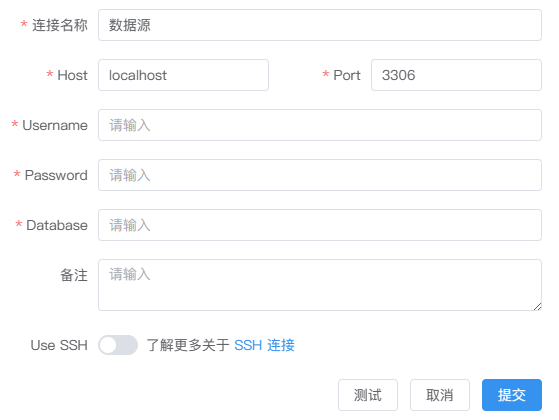 * 连接名称 数据源
* Host localhost * Port 3306
* Username 请输入
* Password 请输入
* Database 请输入
备注 请输入
Use SSH 了解更多关于 SSH 连接
测试 取消 提交